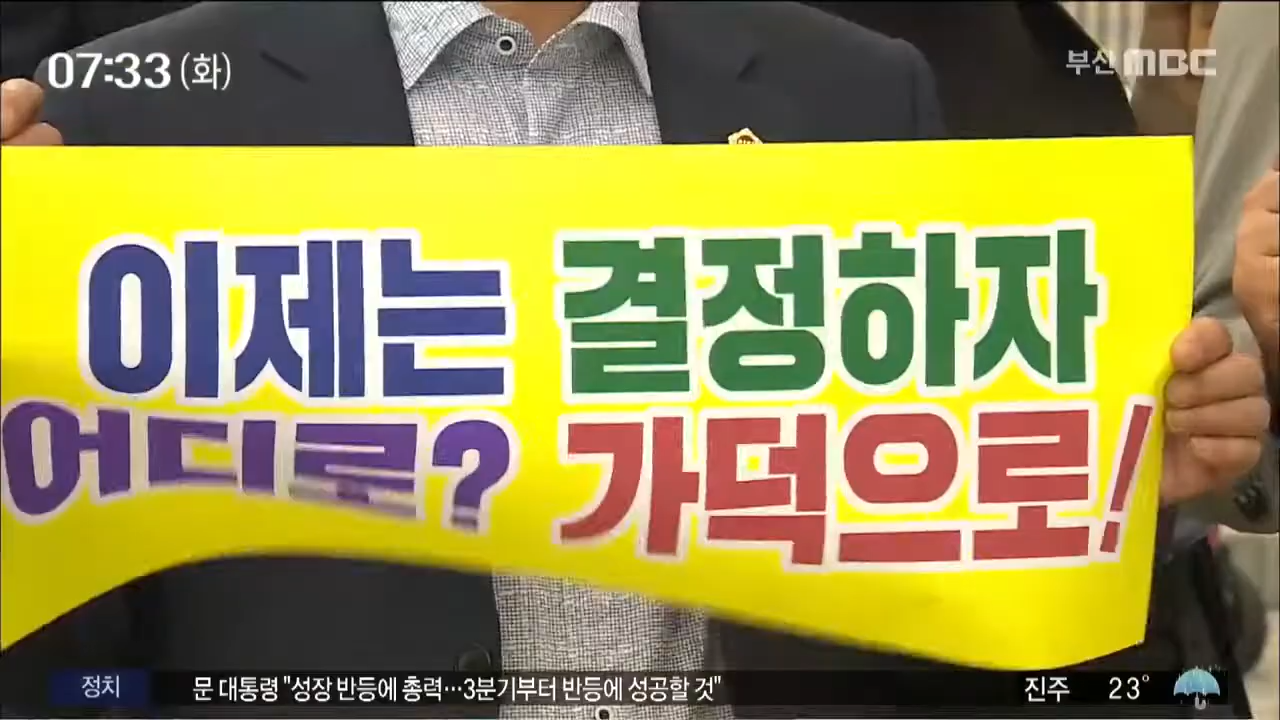 07:33 (화)
부산 MBC
이제는 결정하자
어디로? 가덕으로!
정치
문 대통령 "성장 반등에 총력…3분기부터 반등에 성공할 것"
진주 23°